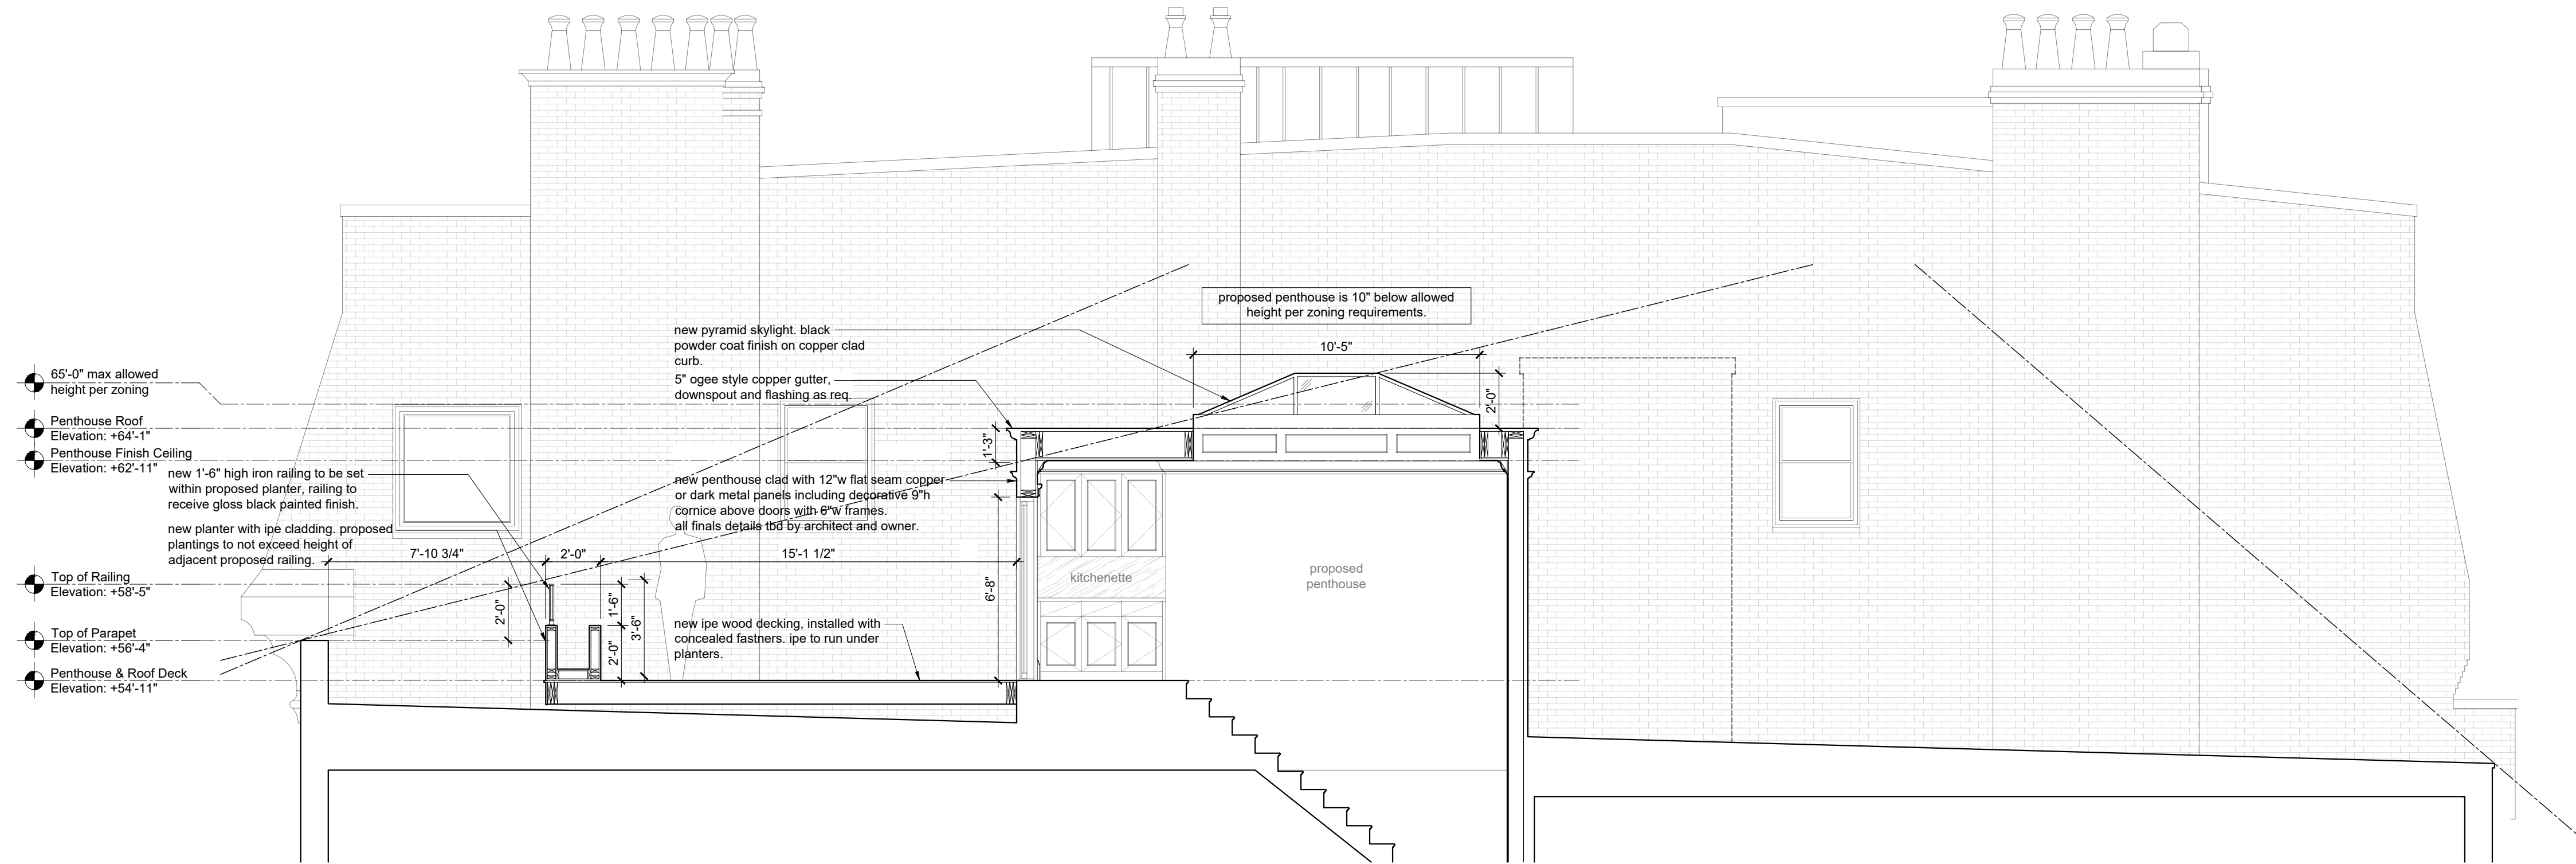 proposed penthouse is 10" below allowed
height per zoning requirements.
new pyramid skylight. black
powder coat finish on copper clad
curb.
10'-5"
65'-0" max allowed
height per zoning
5" ogee style copper gutter,
downspout and flashing as req.
2'-0"
Penthouse Roof
Elevation: +64'-1"
1'-3"
Penthouse Finish Ceiling
Elevation: +62'-11"
new 1'-6" high iron railing to be set
within proposed planter, railing to
receive gloss black painted finish.
new penthouse clad with 12"w flat seam copper
or dark metal panels including decorative 9"h
cornice above doors with 6"w frames.
all finals details tbd by architect and owner.
new planter with ipe cladding. proposed
plantings to not exceed height of
adjacent proposed railing.
7'-10 3/4"
2'-0"
15'-1 1/2"
Top of Railing
Elevation: +58'-5"
2'-0"
1'-6"
3'-6"
2'-0"
6'-8"
kitchenette
proposed
penthouse
Top of Parapet
Elevation: +56'-4"
new ipe wood decking, installed with
concealed fastners. ipe to run under
planters.
Penthouse & Roof Deck
Elevation: +54'-11"